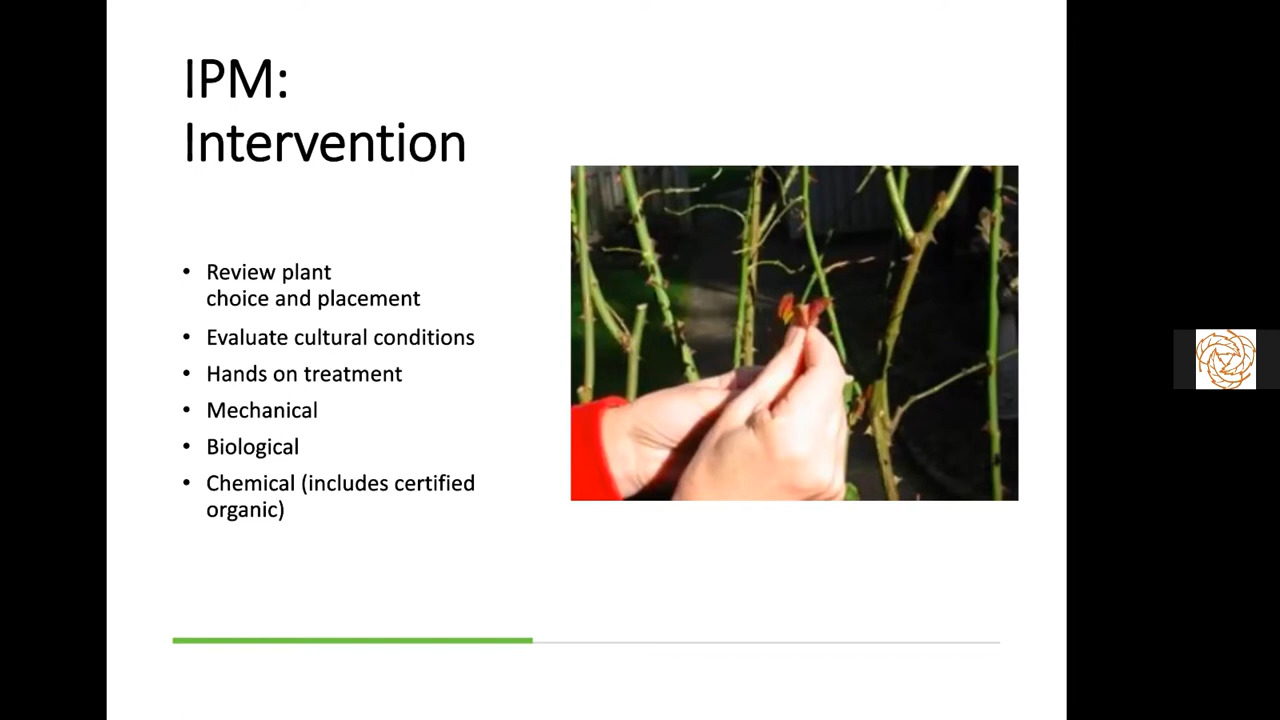 IPM:
Intervention
• Review plant
choice and placement
• Evaluate cultural conditions
• Hands on treatment
• Mechanical
• Biological
• Chemical (includes certified
organic)